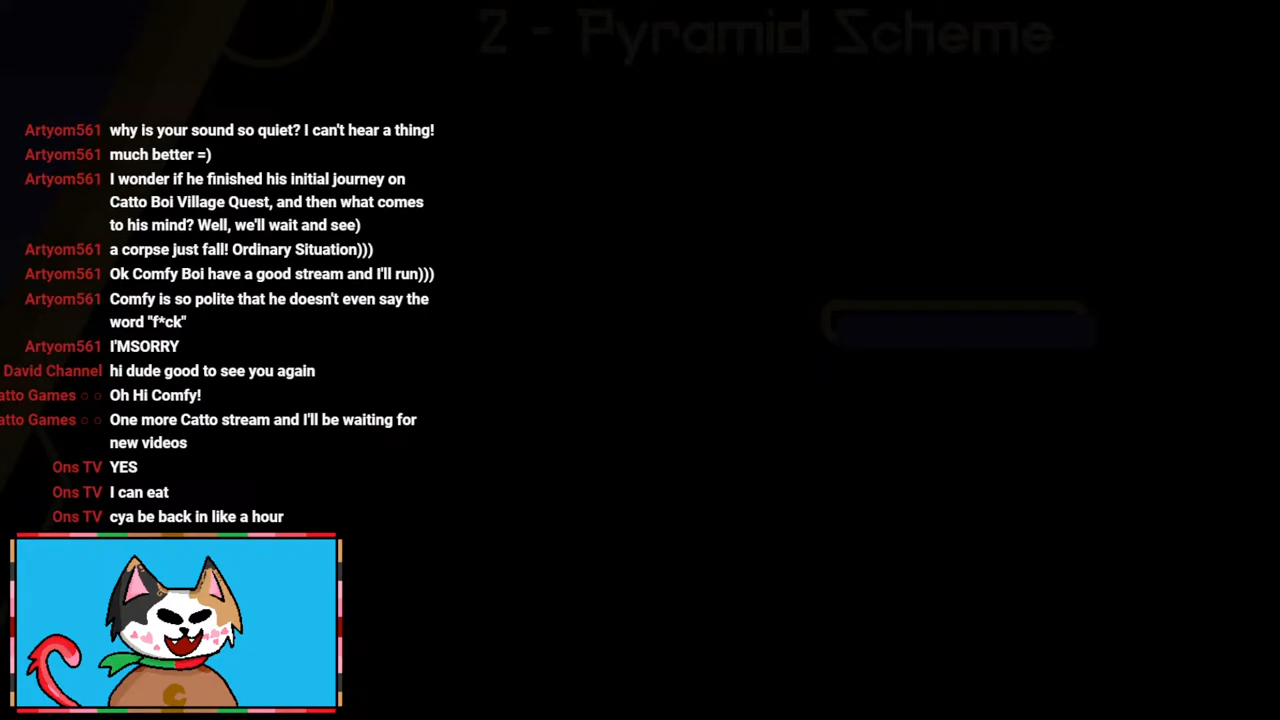 2 - Pyramid Scheme
Artyom561 why is your sound so quiet? I can't hear a thing!
Artyom561 much better =)
Artyom561 I wonder if he finished his initial journey on
Catto Boi Village Quest, and then what comes
to his mind? Well, we'll wait and see)
Artyom561 a corpse just fall! Ordinary Situation)))
Artyom561 Ok Comfy Boi have a good stream and I'll run)))
Artyom561 Comfy is so polite that he doesn't even say the
word "f*ck"
Artyom561 I'MSORRY
David Channel hi dude good to see you again
atto Games ○ ○ Oh Hi Comfy!
atto Games ○ ○ One more Catto stream and I'll be waiting for
new videos
Ons TV YES
Ons TV I can eat
Ons TV cya be back in like a hour
C